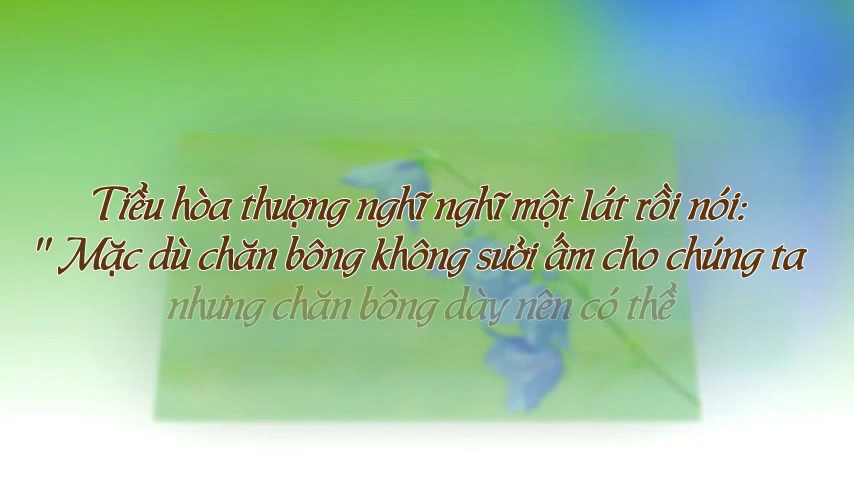 Tiểu hòa thượng nghĩ nghĩ một lát rồi nói:
" Mặc dù chăn bông không sưởi ấm cho chúng ta
nhưng chăn bông dày nên có thể